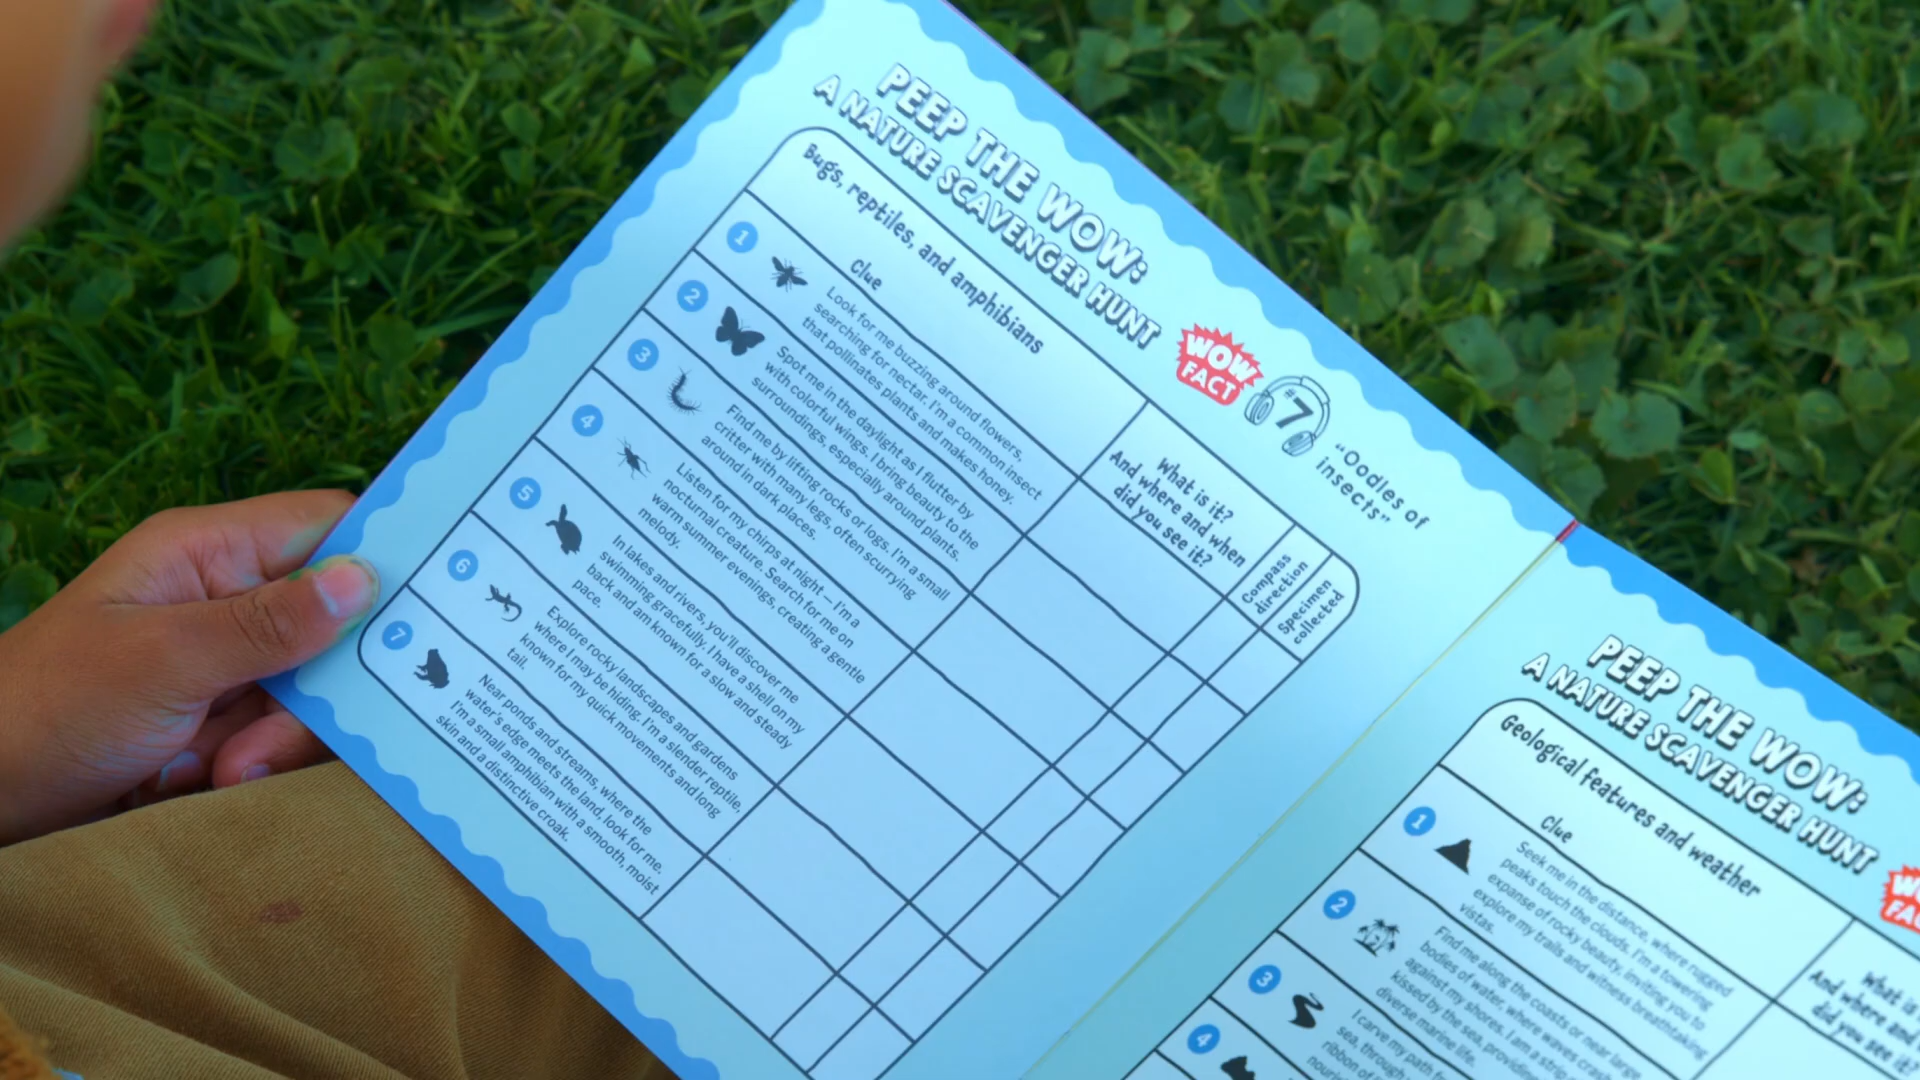 PEEP THE WOW:
A NATURE SCAVENGER HUNT
WOW
FACT
#7
"Oodles of
insects"
Bugs, reptiles, and amphibians
Clue
What is it?
And where and when
did you see it?
Compass
direction
Specimen
collected
1
Look for me buzzing around flowers,
searching for nectar. I'm a common insect
that pollinates plants and makes honey.
2
Spot me in the daylight as I flutter by
with colorful wings. I bring beauty to the
surroundings, especially around plants.
3
Find me by lifting rocks or logs. I'm a small
critter with many legs, often scurrying
around in dark places.
4
Listen for my chirps at night — I'm a
nocturnal creature. Search for me on
warm summer evenings, creating a gentle
melody.
5
In lakes and rivers, you'll discover me
swimming gracefully. I have a shell on my
back and am known for a slow and steady
pace.
6
Explore rocky landscapes and gardens
where I may be hiding. I'm a slender reptile,
known for my quick movements and long
tail.
7
Near ponds and streams, where the
water's edge meets the land, look for me.
I'm a small amphibian with a smooth, moist
skin and a distinctive croak.
PEEP THE WOW:
A NATURE SCAVENGER HUNT
Geological features and weather
Clue
What is
And where and
did you see it?
1
Seek me in the distance, where rugged
peaks touch the clouds. I'm a towering
expanse of rocky beauty, inviting you to
explore my trails and witness breathtaking
vistas.
2
Find me along the coasts or near large
bodies of water, where waves crash
against my shores. I am a strip
kissed by the sea, providing
diverse marine life.
3
I carve my path
sea, through
ribbon of
4